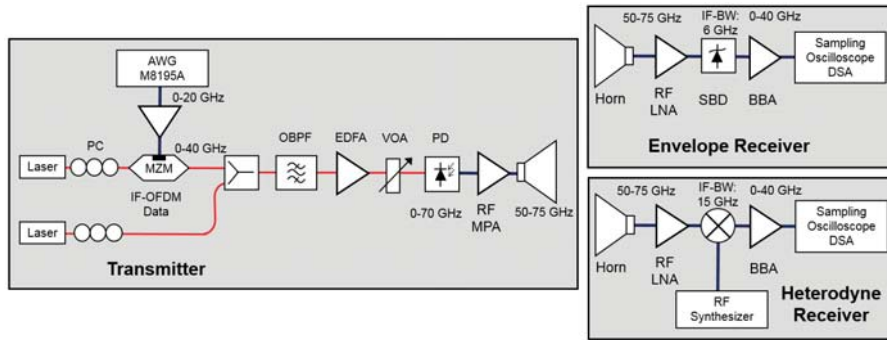 AWG
M8195A
0-20 GHz
PC
0-40 GHz
Laser
MZM
IF-OFDM
Data
OBPF
EDFA
VOA
PD
0-70 GHz
RF
MPA
50-75 GHz
Laser
Transmitter
50-75 GHz
IF-BW:
6 GHz
0-40 GHz
Sampling
Oscilloscope
DSA
Horn
RF
LNA
SBD
BBA
Envelope Receiver
50-75 GHz
IF-BW:
15 GHz
0-40 GHz
Sampling
Oscilloscope
DSA
Horn
RF
LNA
BBA
RF
Synthesizer
Heterodyne
Receiver